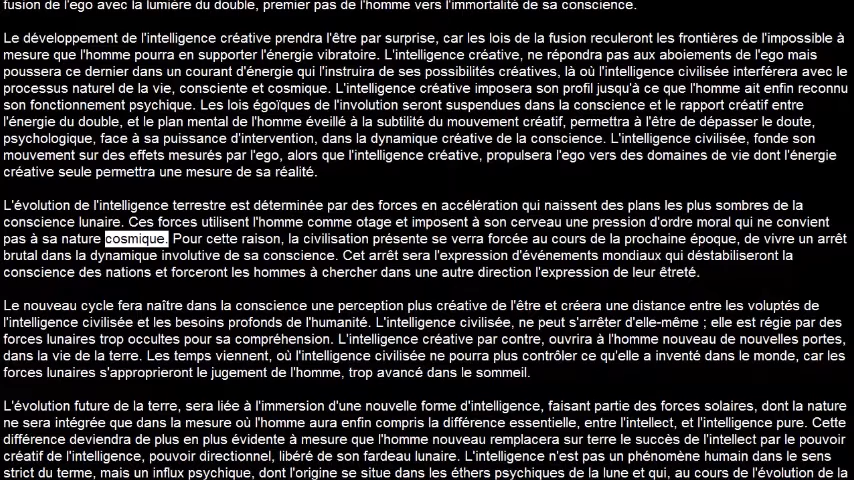 fusion de l'ego avec la lumière du double, premier pas de l'homme vers l'immortalité de sa conscience.
Le développement de l'intelligence créative prendra l'être par surprise, car les lois de la fusion reculeront les frontières de l'impossible à
mesure que l'homme pourra en supporter l'énergie vibratoire. L'intelligence créative, ne répondra pas aux aboiements de l'ego mais
poussera ce dernier dans un courant d'énergie qui l'instruira de ses possibilités créatives, là où l'intelligence civilisée interférera avec le
processus naturel de la vie, consciente et cosmique. L'intelligence créative imposera son profil jusqu'à ce que l'homme ait enfin reconnu
son fonctionnement psychique. Les lois égoïques de l'involution seront suspendues dans la conscience et le rapport créatif entre
l'énergie du double, et le plan mental de l'homme éveillé à la subtilité du mouvement créatif, permettra à l'être de dépasser le doute,
psychologique, face à sa puissance d'intervention, dans la dynamique créative de la conscience. L'intelligence civilisée, fonde son
mouvement sur des effets mesurés par l'ego, alors que l'intelligence créative, propulsera l'ego vers des domaines de vie dont l'énergie
créative seule permettra une mesure de sa réalité.
L'évolution de l'intelligence terrestre est déterminée par des forces en accélération qui naissent des plans les plus sombres de la
conscience lunaire. Ces forces utilisent l'homme comme otage et imposent à son cerveau une pression d'ordre moral qui ne convient
pas à sa nature cosmique. Pour cette raison, la civilisation présente se verra forcée au cours de la prochaine époque, de vivre un arrêt
brutal dans la dynamique involutive de sa conscience. Cet arrêt sera l'expression d'événements mondiaux qui déstabiliseront la
conscience des nations et forceront les hommes à chercher dans une autre direction l'expression de leur êtreté.
Le nouveau cycle fera naître dans la conscience une perception plus créative de l'être et créera une distance entre les voluptés de
l'intelligence civilisée et les besoins profonds de l'humanité. L'intelligence civilisée, ne peut s'arrêter d'elle-même ; elle est régie par des
forces lunaires trop occultes pour sa compréhension. L'intelligence créative par contre, ouvrira à l'homme nouveau de nouvelles portes,
dans la vie de la terre. Les temps viennent, où l'intelligence civilisée ne pourra plus contrôler ce qu'elle a inventé dans le monde, car les
forces lunaires s'approprieront le jugement de l'homme, trop avancé dans le sommeil.
L'évolution future de la terre, sera liée à l'immersion d'une nouvelle forme d'intelligence, faisant partie des forces solaires, dont la nature
ne sera intégrée que dans la mesure où l'homme aura enfin compris la différence essentielle, entre l'intellect, et l'intelligence pure. Cette
différence deviendra de plus en plus évidente à mesure que l'homme nouveau remplacera sur terre le succès de l'intellect par le pouvoir
créatif de l'intelligence, pouvoir directionnel, libéré de son fardeau lunaire. L'intelligence n'est pas un phénomène humain dans le sens
strict du terme, mais un influx psychique, dont l'origine se situe dans les éthers psychiques de la lune et qui, au cours de l'évolution de la